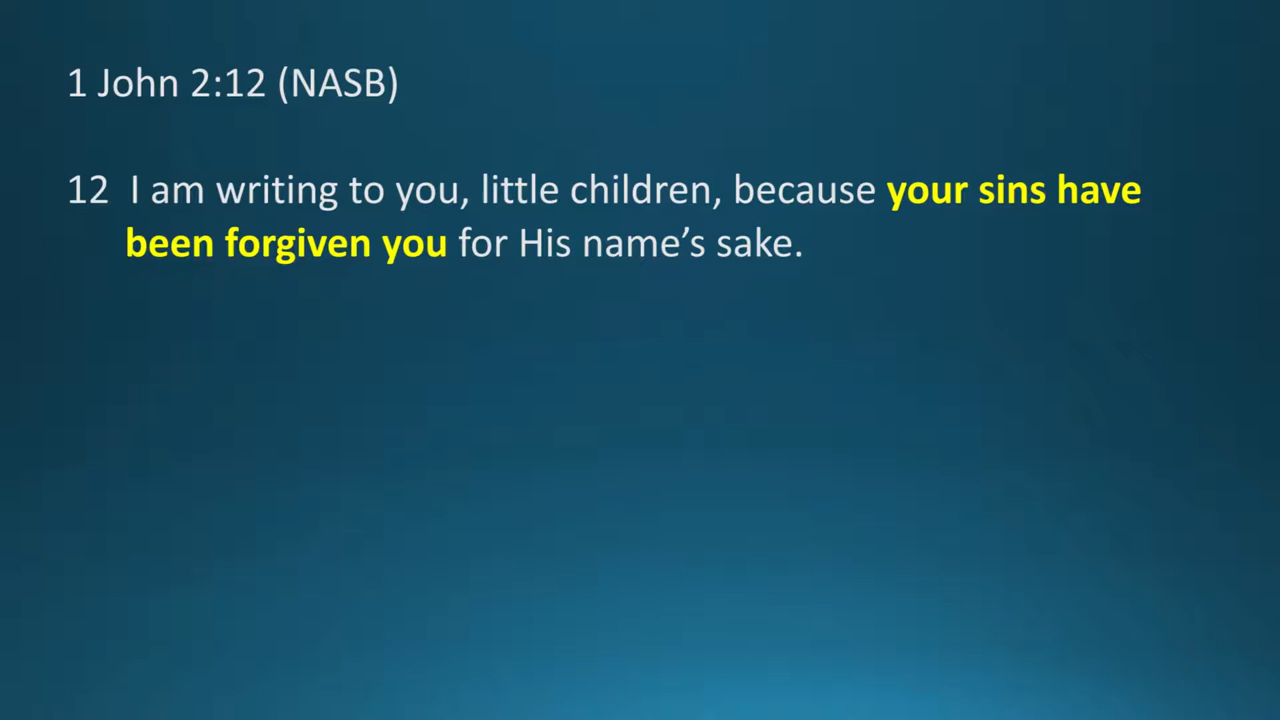 1 John 2:12 (NASB)
12 I am writing to you, little children, because your sins have
been forgiven you for His name’s sake.